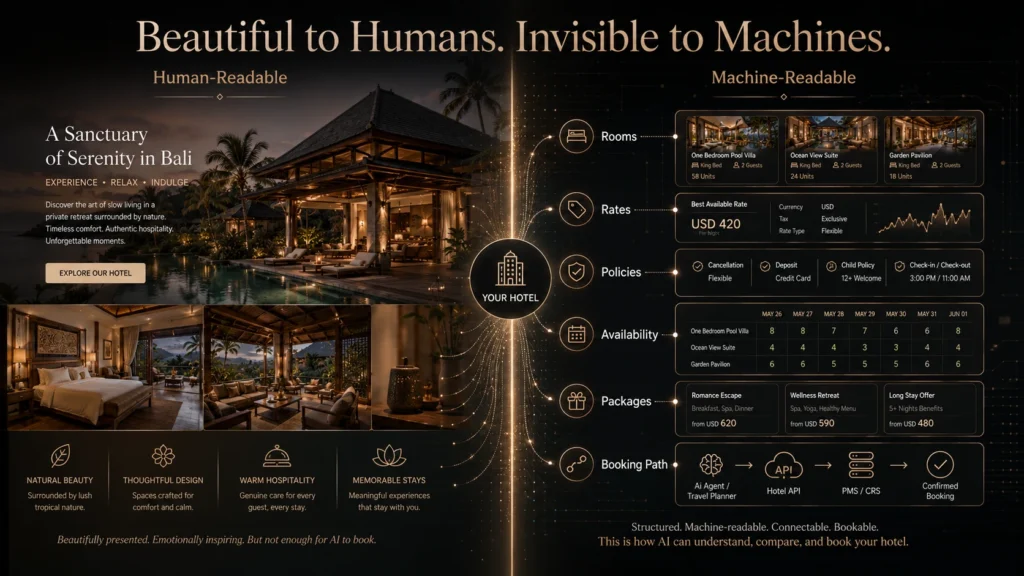 Beautiful to Humans. Invisible to Machines.
Human-Readable
A Sanctuary
of Serenity in Bali
EXPERIENCE • RELAX • INDULGE
Discover the art of slow living in a
private retreat surrounded by nature.
Timeless comfort. Authentic hospitality.
Unforgettable moments.
EXPLORE OUR HOTEL
NATURAL BEAUTY
Surrounded by lush
tropical nature.
THOUGHTFUL DESIGN
Spaces crafted for
comfort and calm.
WARM HOSPITALITY
Genuine care for every
guest, every stay.
MEMORABLE STAYS
Meaningful experiences
that stay with you.
Beautifully presented. Emotionally inspiring. But not enough for AI to book.
YOUR HOTEL
Machine-Readable
Rooms
One Bedroom Pool Villa
King Bed 2 Guests
58 Units
Ocean View Suite
King Bed 2 Guests
24 Units
Garden Pavilion
King Bed 2 Guests
18 Units
Rates
Best Available Rate
USD 420
Currency USD
Tax Exclusive
Rate Type Flexible
Policies
Cancellation
Flexible
Deposit
Credit Card
Child Policy
12+ Welcome
Check-in / Check-out
3:00 PM / 11:00 AM
Availability
MAY 26 MAY 27 MAY 28 MAY 29 MAY 30 MAY 31 JUN 01
One Bedroom Pool Villa 8 8 7 7 6 6 8
Ocean View Suite 4 4 4 3 3 4 4
Garden Pavilion 6 6 5 5 5 6 6
Packages
Romance Escape
Breakfast, Spa, Dinner
from USD 620
Wellness Retreat
Spa, Yoga, Healthy Menu
from USD 590
Long Stay Offer
5+ Nights Benefits
from USD 480
Booking Path
Ai Agent /
Travel Planner
API
Hotel API
PMS / CRS
Confirmed
Booking
Structured. Machine-readable. Connectable. Bookable.
This is how AI can understand, compare, and book your hotel.